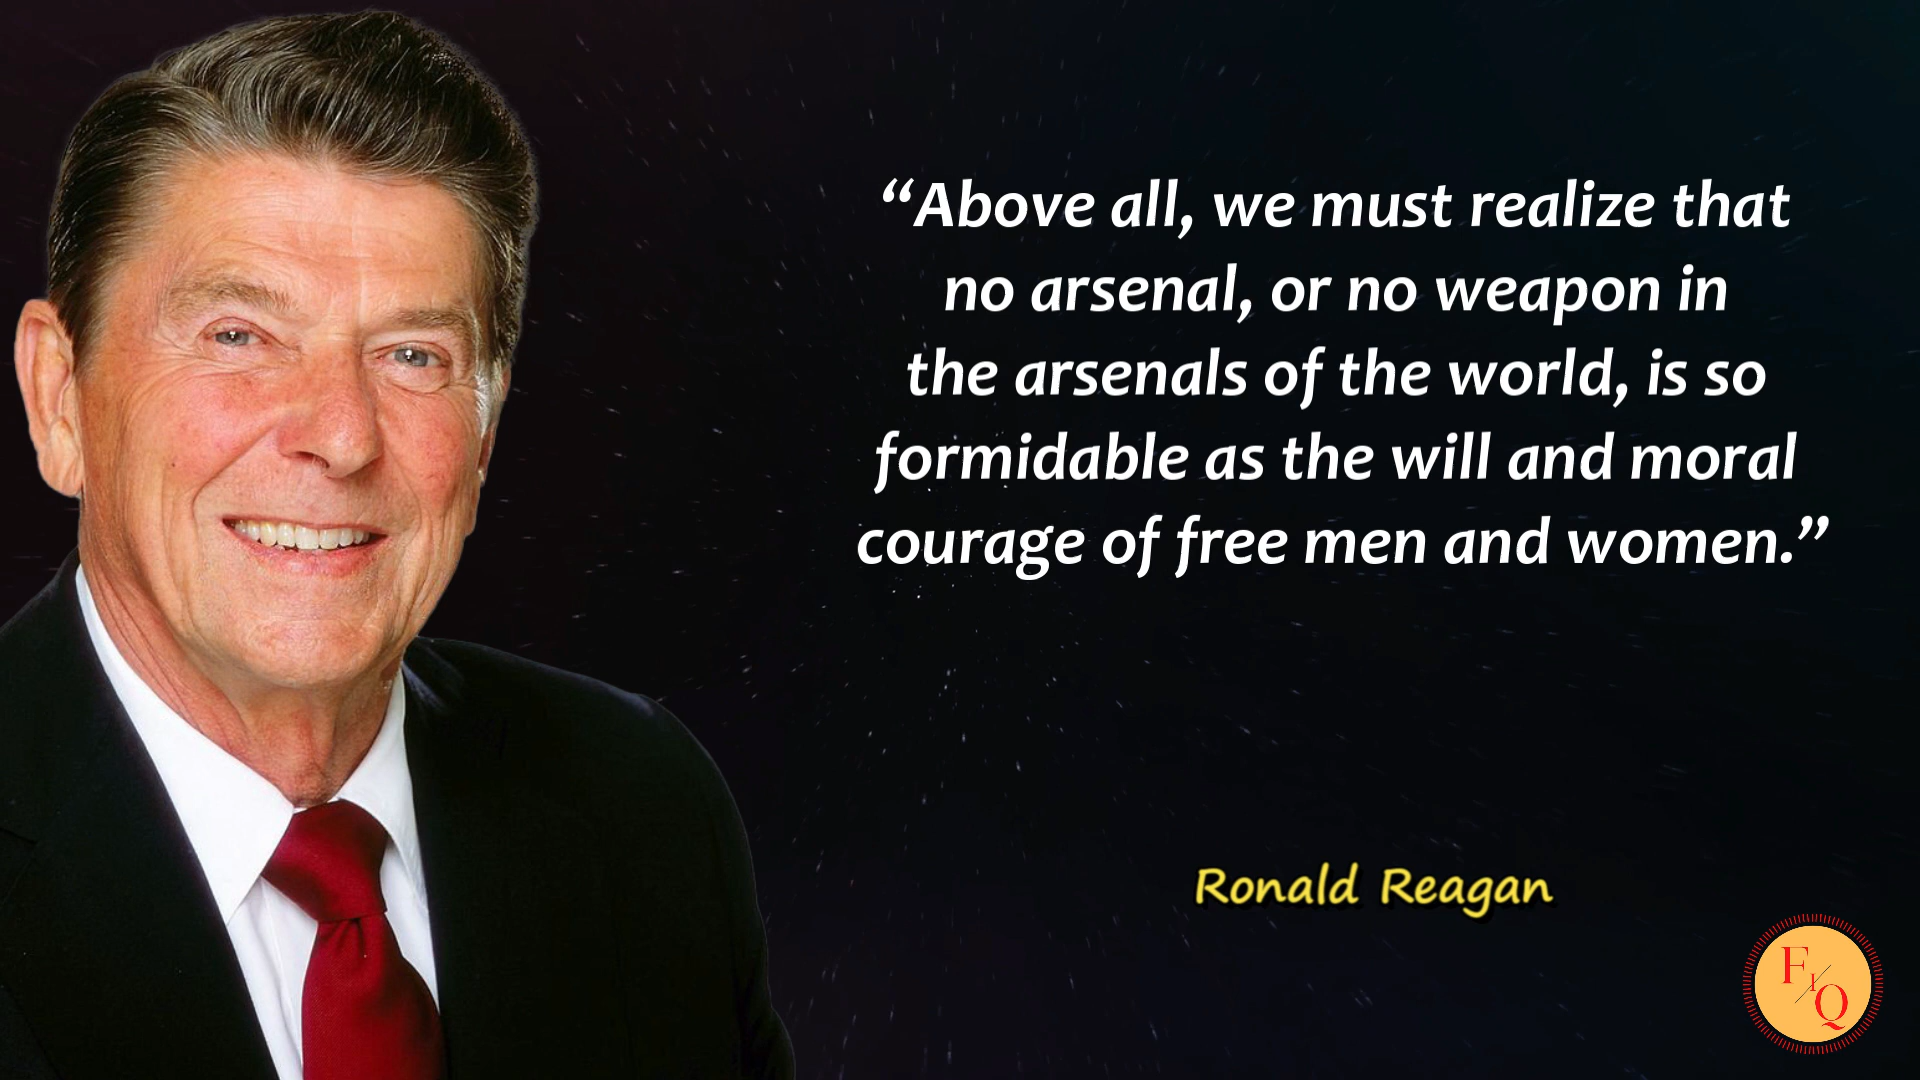 “Above all, we must realize that
no arsenal, or no weapon in
the arsenals of the world, is so
formidable as the will and moral
courage of free men and women.”
Ronald Reagan
F/I/Q